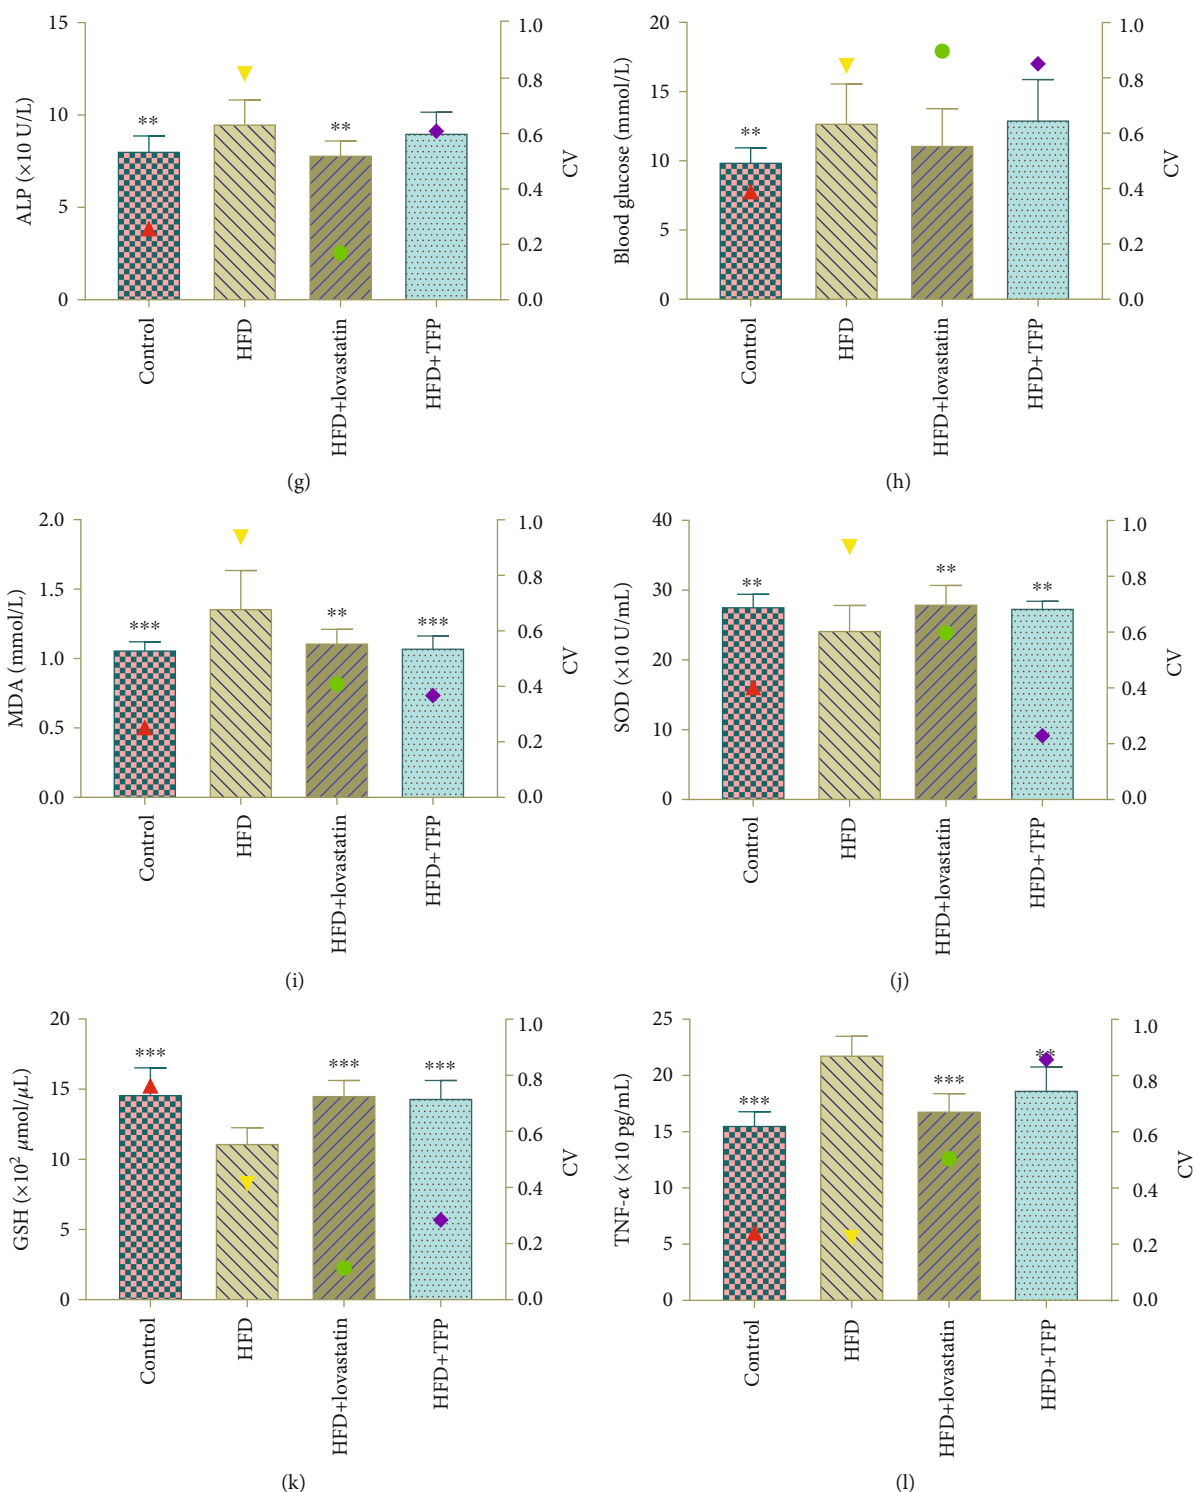 15
10
5
0
ALP (×10 U/L)
**
**
1.0
0.8
0.6
0.4
0.2
0.0
CV
Control
HFD
HFD+lovastatin
HFD+TFP
(g)
20
15
10
5
0
Blood glucose (mmol/L)
**
1.0
0.8
0.6
0.4
0.2
0.0
CV
Control
HFD
HFD+lovastatin
HFD+TFP
(h)
2.0
1.5
1.0
0.5
0.0
MDA (mmol/L)
***
**
***
1.0
0.8
0.6
0.4
0.2
0.0
CV
Control
HFD
HFD+lovastatin
HFD+TFP
(i)
40
30
20
10
0
SOD (×10 U/mL)
**
**
**
1.0
0.8
0.6
0.4
0.2
0.0
CV
Control
HFD
HFD+lovastatin
HFD+TFP
(j)
20
15
10
5
0
GSH (×10² μmol/μL)
***
***
***
1.0
0.8
0.6
0.4
0.2
0.0
CV
Control
HFD
HFD+lovastatin
HFD+TFP
(k)
25
20
15
10
5
0
TNF-α (×10 pg/mL)
***
***
**
1.0
0.8
0.6
0.4
0.2
0.0
CV
Control
HFD
HFD+lovastatin
HFD+TFP
(l)